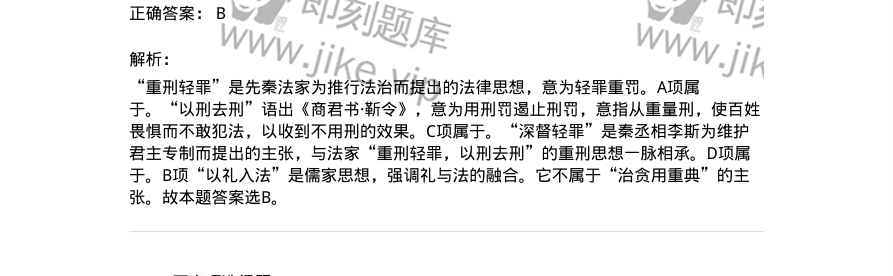 正确答案： B
即刻题库
www.jike.vip
解析：
“重刑轻罪”是先秦法家为推行法治而提出的法律思想，意为轻罪重罚。A项属
于。“以刑去刑”语出《商君书·靳令》，意为用刑罚遏止刑罚，意指从重量刑，使百姓
畏惧而不敢犯法，以收到不用刑的效果。C项属于。“深督轻罪”是秦丞相李斯为维护
君主专制而提出的主张，与法家“重刑轻罪，以刑去刑”的重刑思想一脉相承。D项属
于。B项“以礼入法”是儒家思想，强调礼与法的融合。它不属于“治贪用重典”的主
张。故本题答案选B。